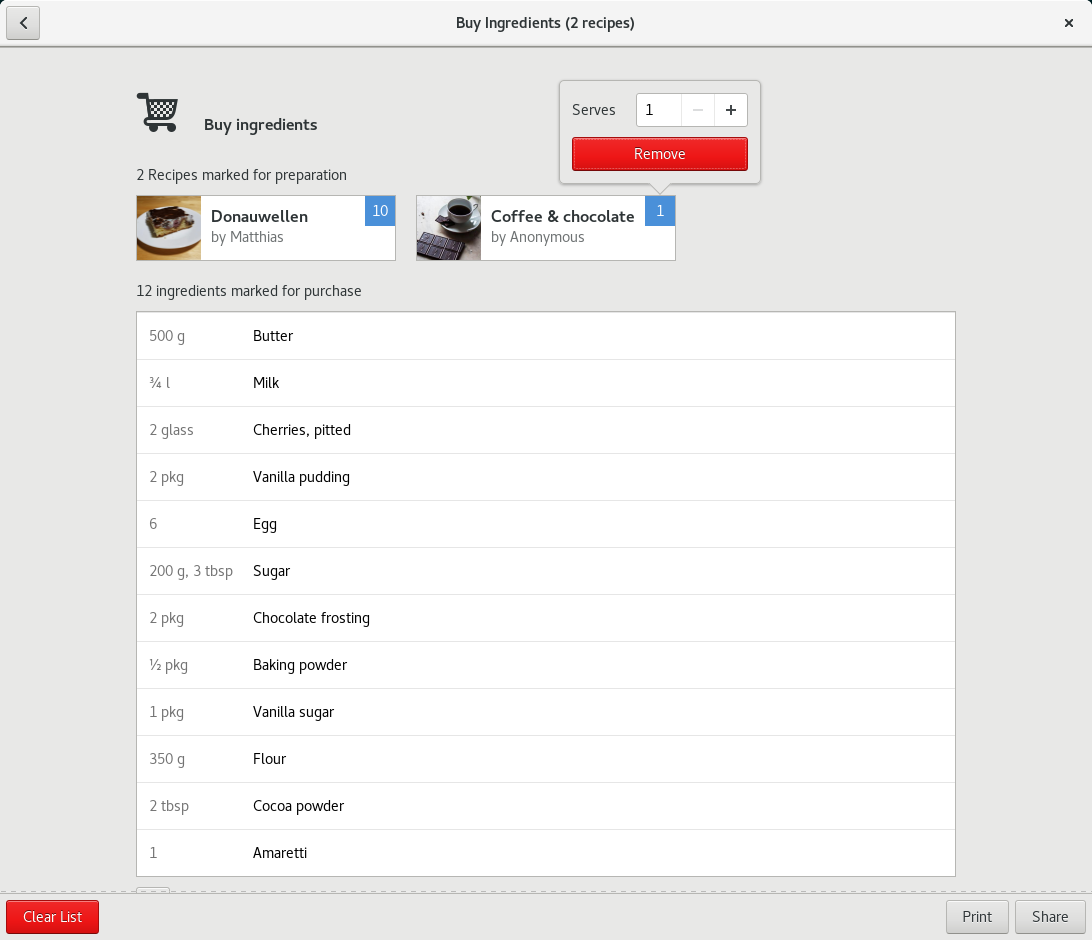 Buy Ingredients (2 recipes)
Serves 1
Buy ingredients
Remove
2 Recipes marked for preparation
Donauwellen 10
by Matthias
Coffee & chocolate 1
by Anonymous
12 ingredients marked for purchase
500 g Butter
¾ l Milk
2 glass Cherries, pitted
2 pkg Vanilla pudding
6 Egg
200 g, 3 tbsp Sugar
2 pkg Chocolate frosting
½ pkg Baking powder
1 pkg Vanilla sugar
350 g Flour
2 tbsp Cocoa powder
1 Amaretti
Clear List Print Share